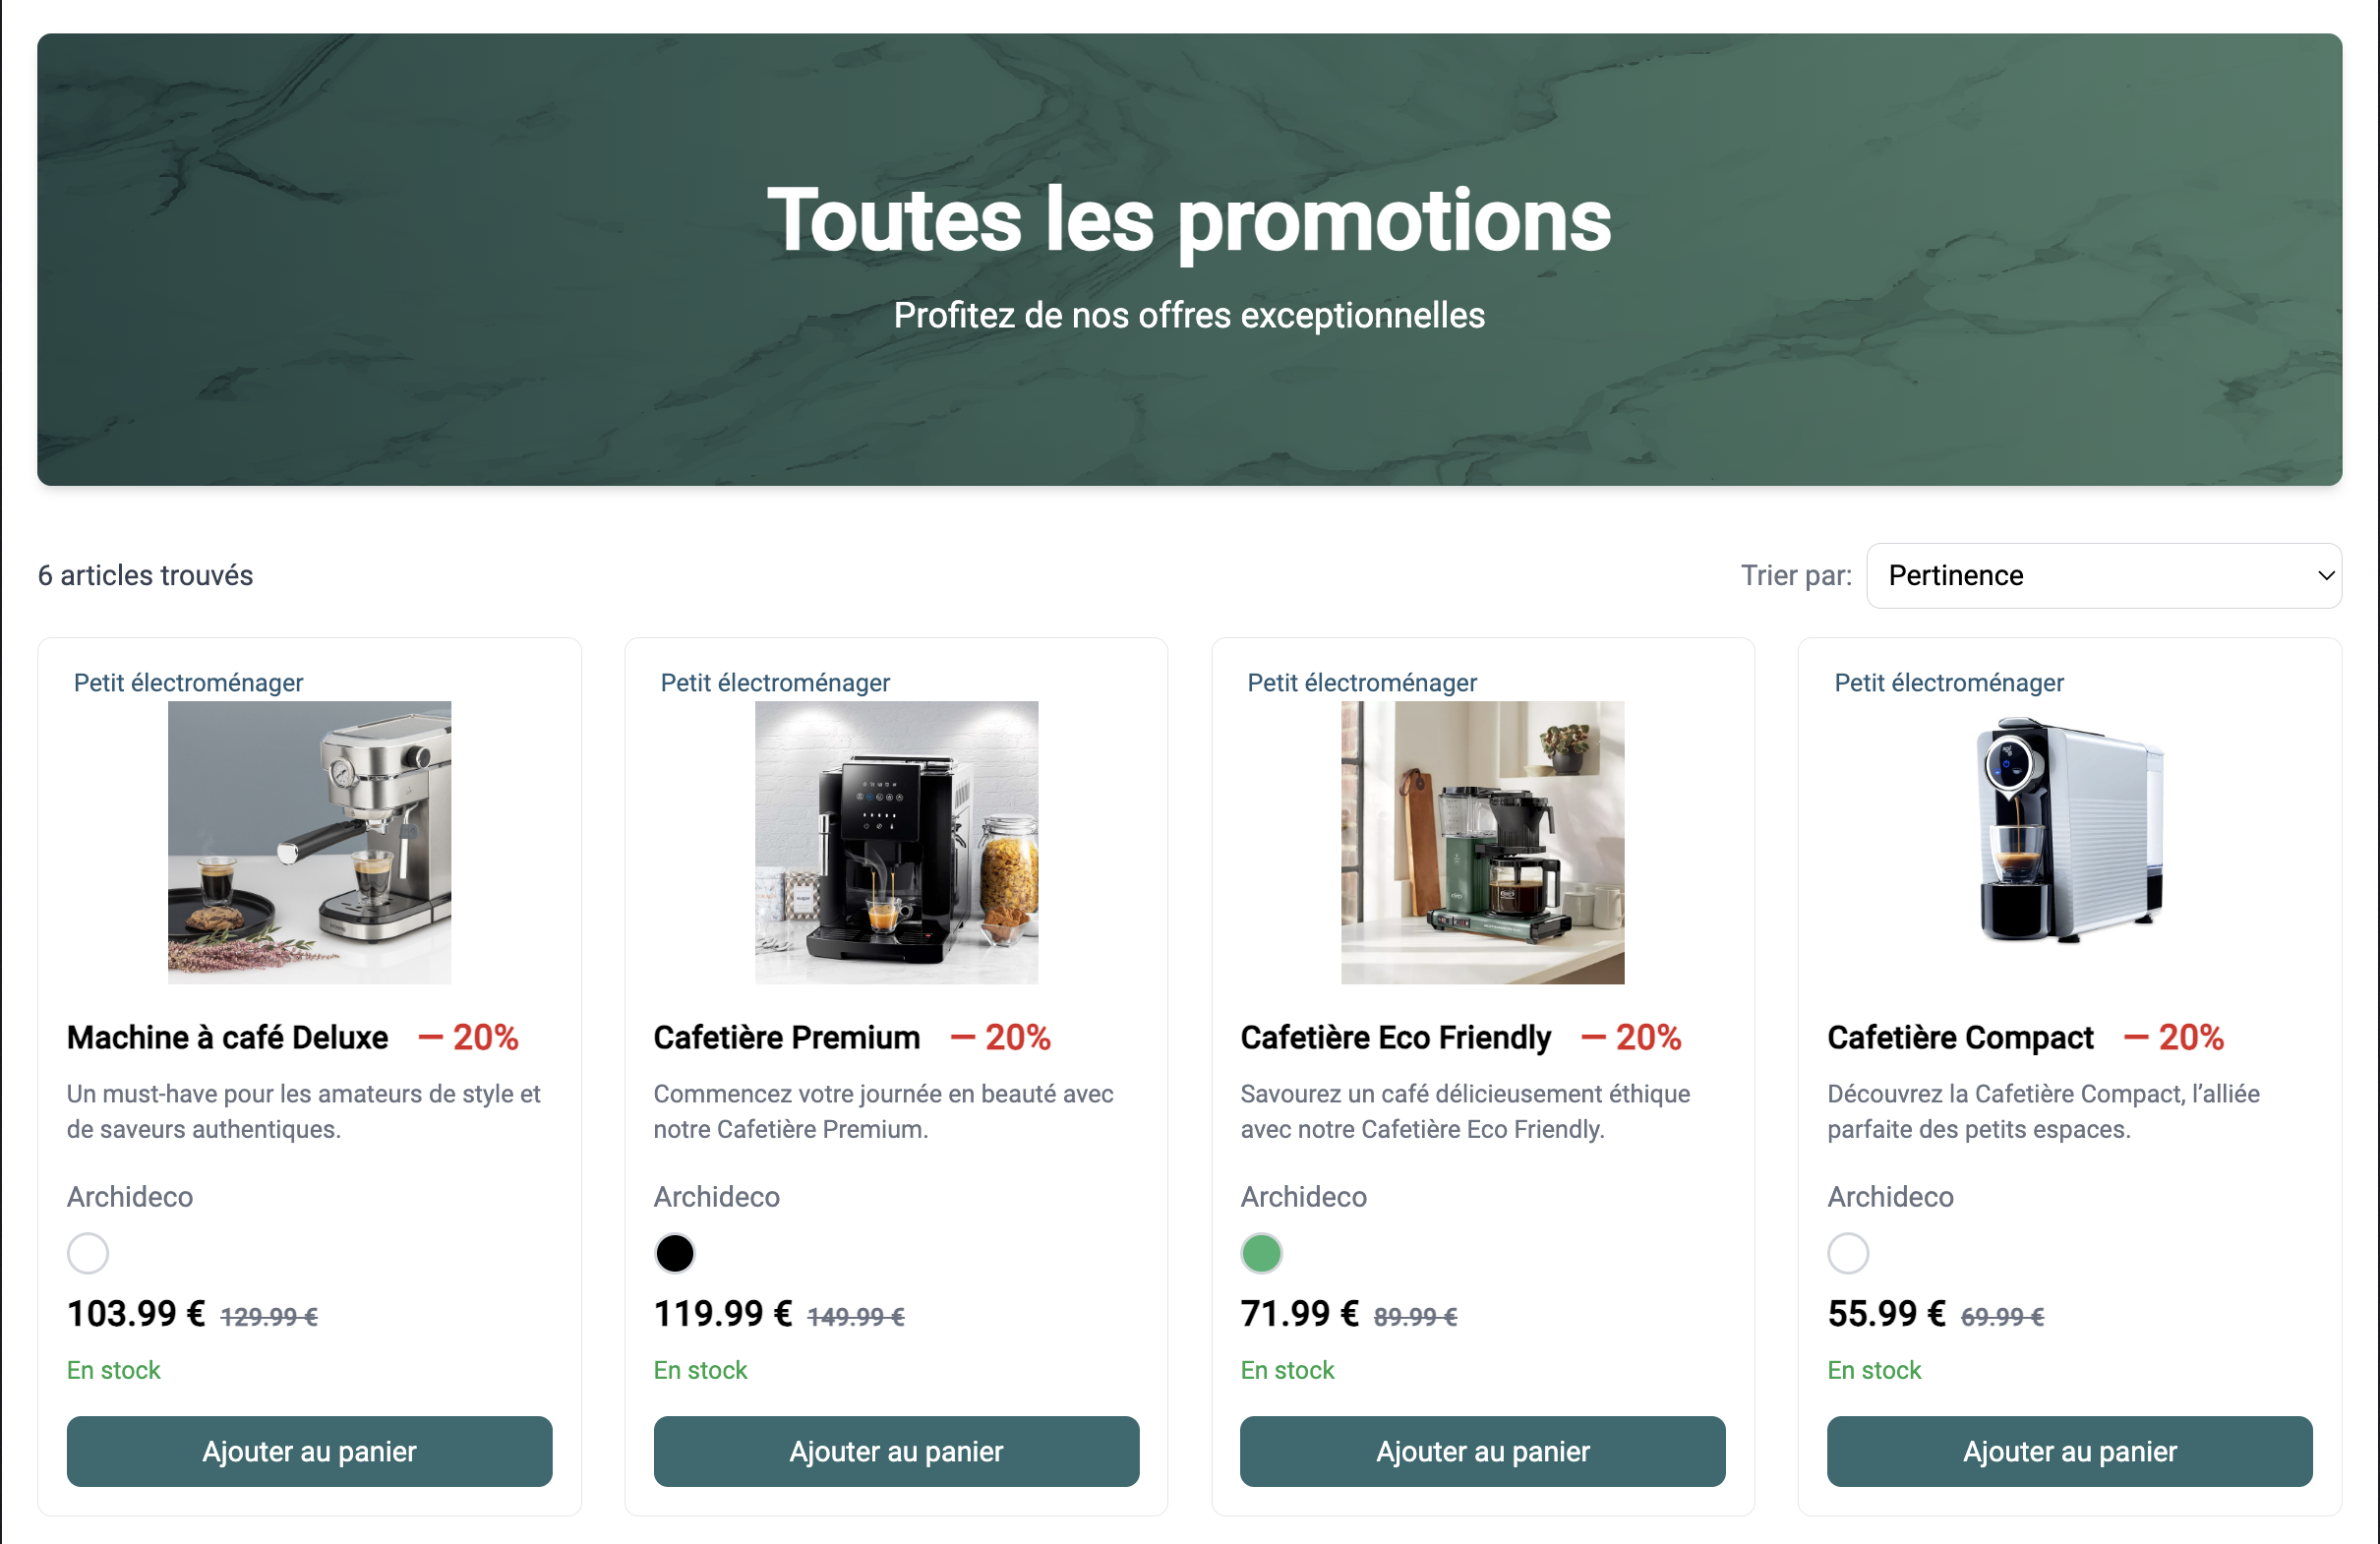 Toutes les promotions
Profitez de nos offres exceptionnelles
6 articles trouvés
Trier par: Pertinence
Petit électroménager
Machine à café Deluxe — 20%
Un must-have pour les amateurs de style et
de saveurs authentiques.
Archideco
103.99 € 129.99 €
En stock
Ajouter au panier
Petit électroménager
Cafetière Premium — 20%
Commencez votre journée en beauté avec
notre Cafetière Premium.
Archideco
119.99 € 149.99 €
En stock
Ajouter au panier
Petit électroménager
Cafetière Eco Friendly — 20%
Savourez un café délicieusement éthique
avec notre Cafetière Eco Friendly.
Archideco
71.99 € 89.99 €
En stock
Ajouter au panier
Petit électroménager
Cafetière Compact — 20%
Découvrez la Cafetière Compact, l’alliée
parfaite des petits espaces.
Archideco
55.99 € 69.99 €
En stock
Ajouter au panier